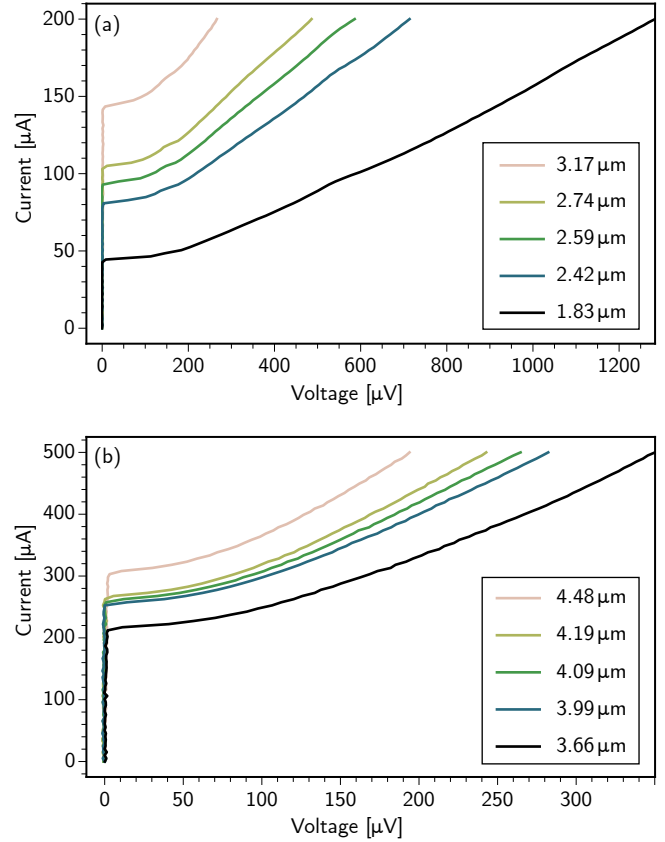 (a)
200
150
100
50
0
Current [µA]
3.17 µm
2.74 µm
2.59 µm
2.42 µm
1.83 µm
0 200 400 600 800 1000 1200
Voltage [µV]
(b)
500
400
300
200
100
0
Current [µA]
4.48 µm
4.19 µm
4.09 µm
3.99 µm
3.66 µm
0 50 100 150 200 250 300
Voltage [µV]